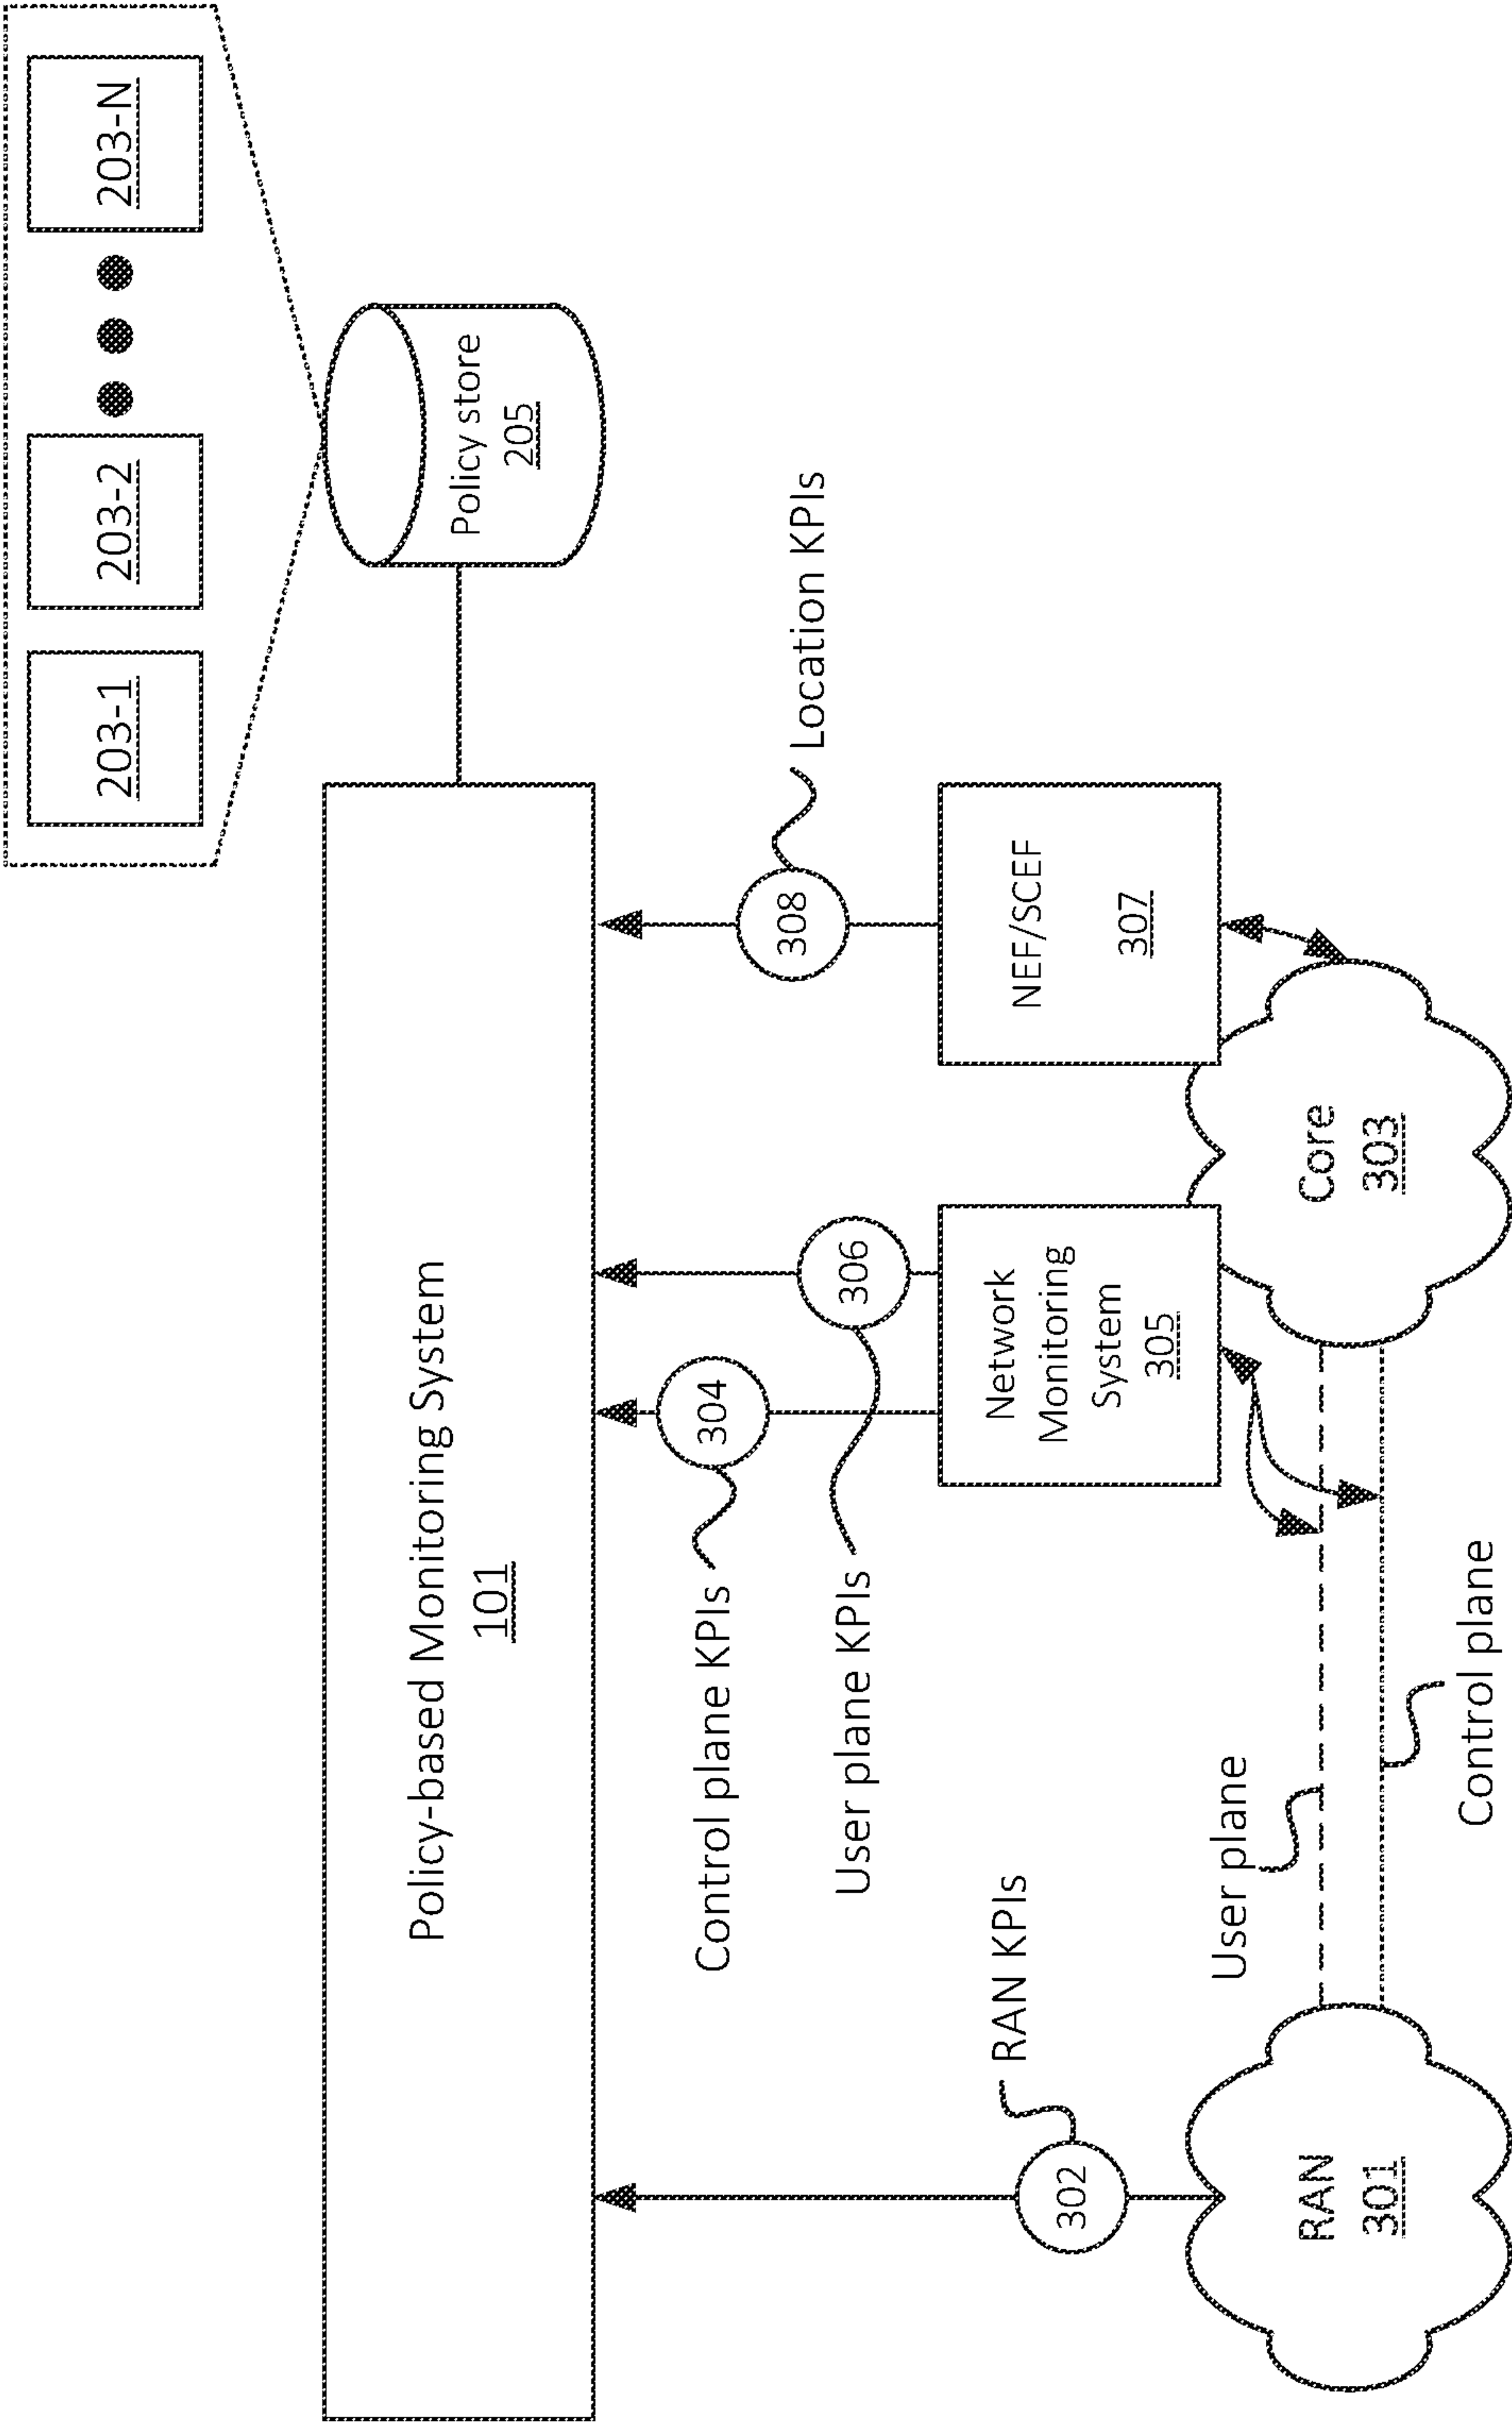 203-1
203-2
203-N
Policy-based Monitoring System
101
Policy store
205
Control plane KPIs
304
User plane KPIs
306
308
Location KPIs
RAN KPIs
302
Network
Monitoring
System
305
NEF/SCEF
307
User plane
RAN
301
Core
303
Control plane